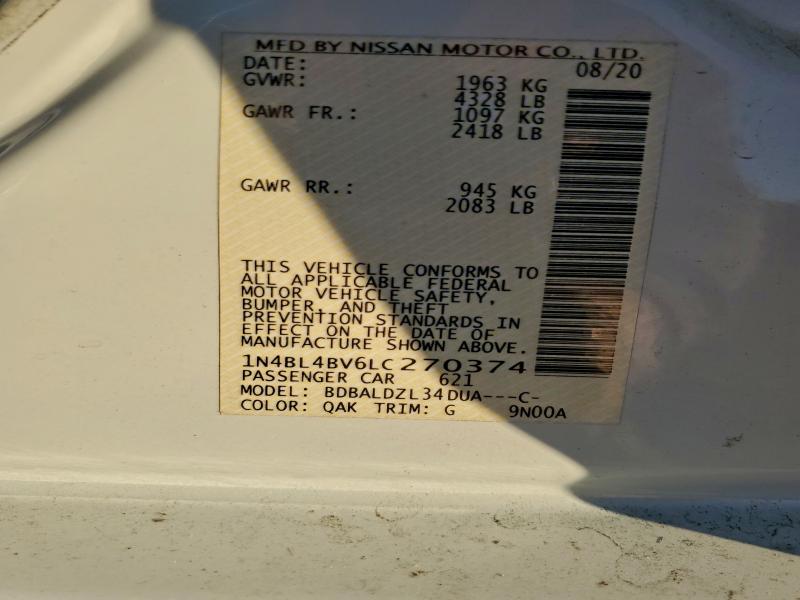 MFD BY NISSAN MOTOR CO., LTD.
DATE: 08/20
GVWR: 1963 KG
4328 LB
GAWR FR.: 1097 KG
2418 LB
GAWR RR.: 945 KG
2083 LB
THIS VEHICLE CONFORMS TO
ALL APPLICABLE FEDERAL
MOTOR VEHICLE SAFETY,
BUMPER, AND THEFT
PREVENTION STANDARDS IN
EFFECT ON THE DATE OF
MANUFACTURE SHOWN ABOVE.
1N4BL4BV6LC270374
PASSENGER CAR 621
MODEL: BDBALDZL34DUA---C-
COLOR: QAK TRIM: G 9N00A